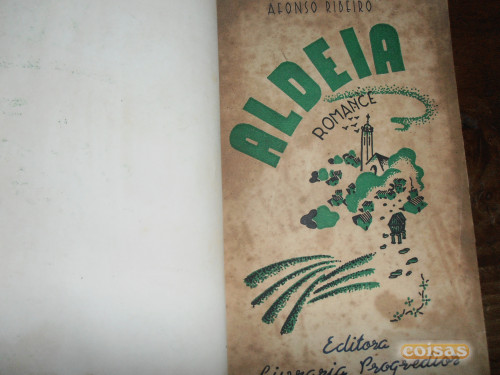 AFONSO RIBEIRO
ALDEIA
ROMANCE
Editora
Livraria Progredior
coisas